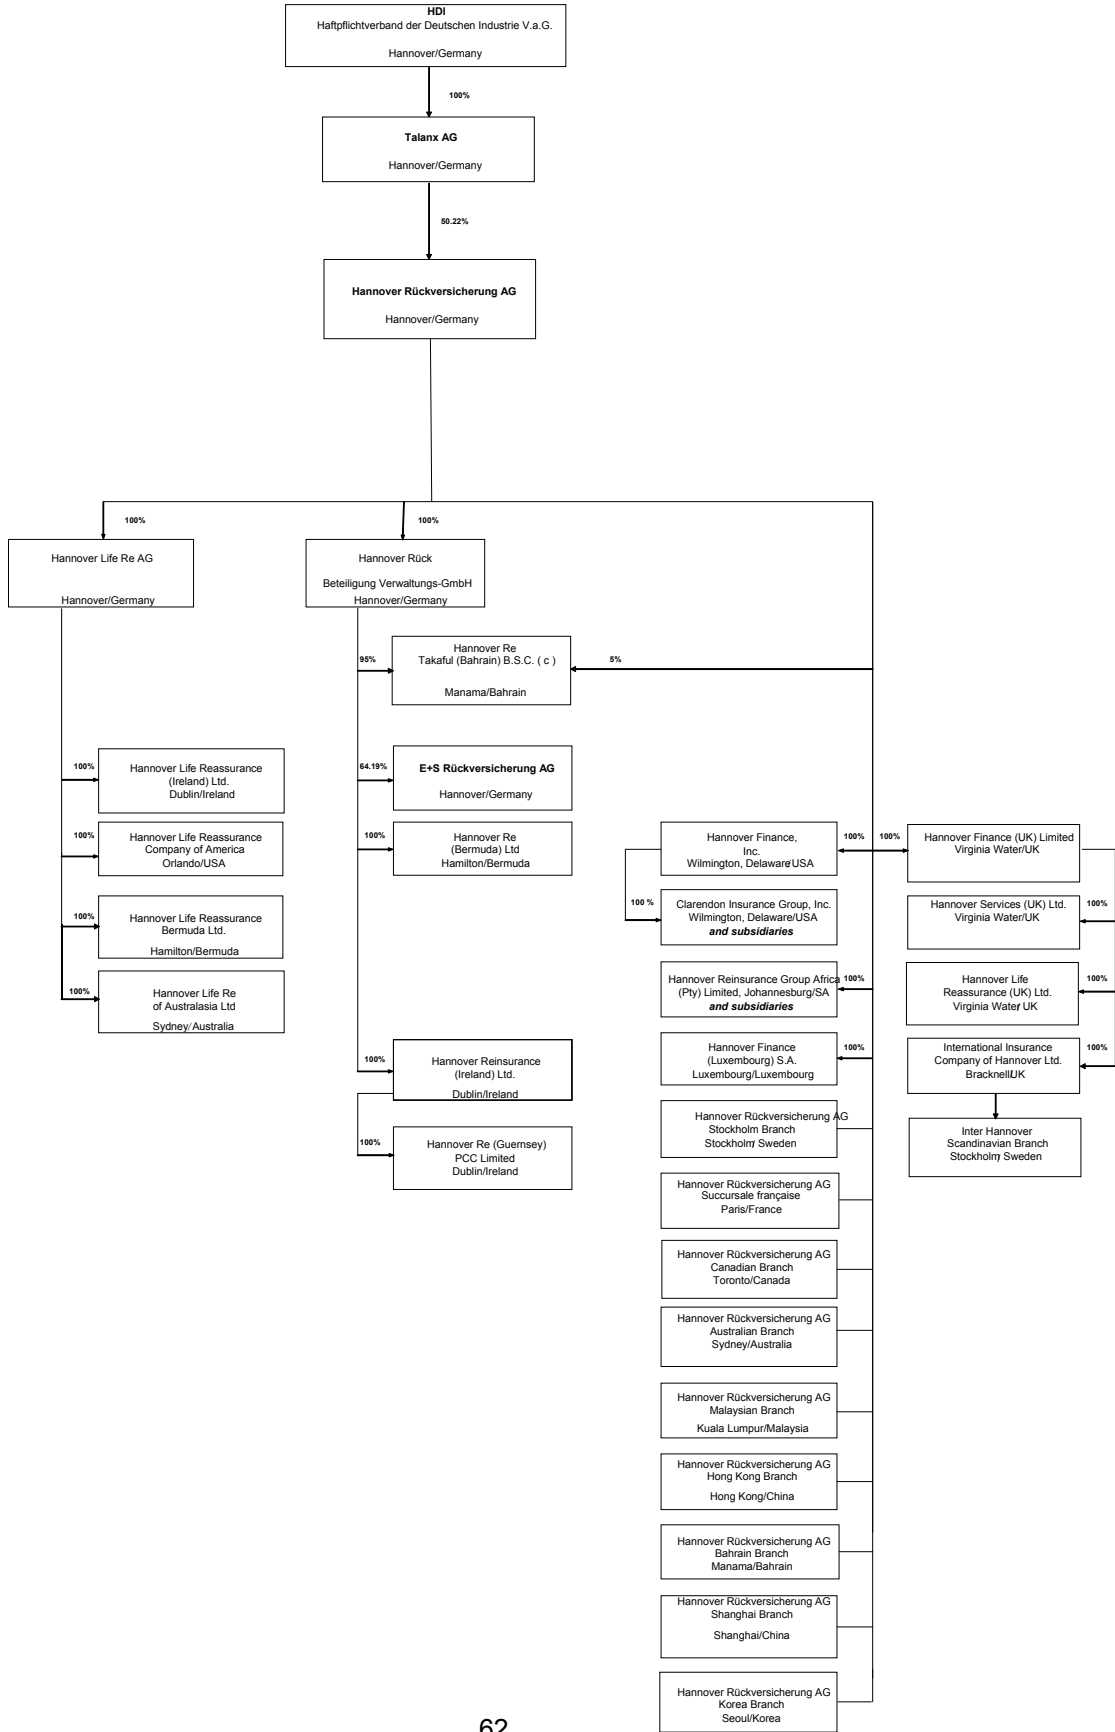 HDI
Haftpflichtverband der Deutschen Industrie V.a.G.
Hannover/Germany
100%
Talanx AG
Hannover/Germany
50.22%
Hannover Rückversicherung AG
Hannover/Germany
100%
100%
Hannover Life Re AG
Hannover/Germany
Hannover Rück
Beteiligung Verwaltungs-GmbH
Hannover/Germany
95%
Hannover Re
Takaful (Bahrain) B.S.C. ( c )
Manama/Bahrain
5%
100%
Hannover Life Reassurance
(Ireland) Ltd.
Dublin/Ireland
64.19%
E+S Rückversicherung AG
Hannover/Germany
100%
Hannover Life Reassurance
Company of America
Orlando/USA
100%
Hannover Re
(Bermuda) Ltd
Hamilton/Bermuda
Hannover Finance,
Inc.
Wilmington, Delaware/USA
100%
100%
Hannover Finance (UK) Limited
Virginia Water/UK
100%
Hannover Life Reassurance
Bermuda Ltd.
Hamilton/Bermuda
100 %
Clarendon Insurance Group, Inc.
Wilmington, Delaware/USA
and subsidiaries
Hannover Services (UK) Ltd.
Virginia Water/UK
100%
100%
Hannover Life Re
of Australasia Ltd
Sydney/Australia
Hannover Reinsurance Group Africa
(Pty) Limited, Johannesburg/SA
and subsidiaries
100%
Hannover Life
Reassurance (UK) Ltd.
Virginia Water/ UK
100%
100%
Hannover Reinsurance
(Ireland) Ltd.
Dublin/Ireland
Hannover Finance
(Luxembourg) S.A.
Luxembourg/Luxembourg
100%
International Insurance
Company of Hannover Ltd.
Bracknell/UK
100%
100%
Hannover Re (Guernsey)
PCC Limited
Dublin/Ireland
Hannover Rückversicherung AG
Stockholm Branch
Stockholm/ Sweden
Inter Hannover
Scandinavian Branch
Stockholm/ Sweden
Hannover Rückversicherung AG
Succursale française
Paris/France
Hannover Rückversicherung AG
Canadian Branch
Toronto/Canada
Hannover Rückversicherung AG
Australian Branch
Sydney/Australia
Hannover Rückversicherung AG
Malaysian Branch
Kuala Lumpur/Malaysia
Hannover Rückversicherung AG
Hong Kong Branch
Hong Kong/China
Hannover Rückversicherung AG
Bahrain Branch
Manama/Bahrain
Hannover Rückversicherung AG
Shanghai Branch
Shanghai/China
Hannover Rückversicherung AG
Korea Branch
Seoul/Korea
62